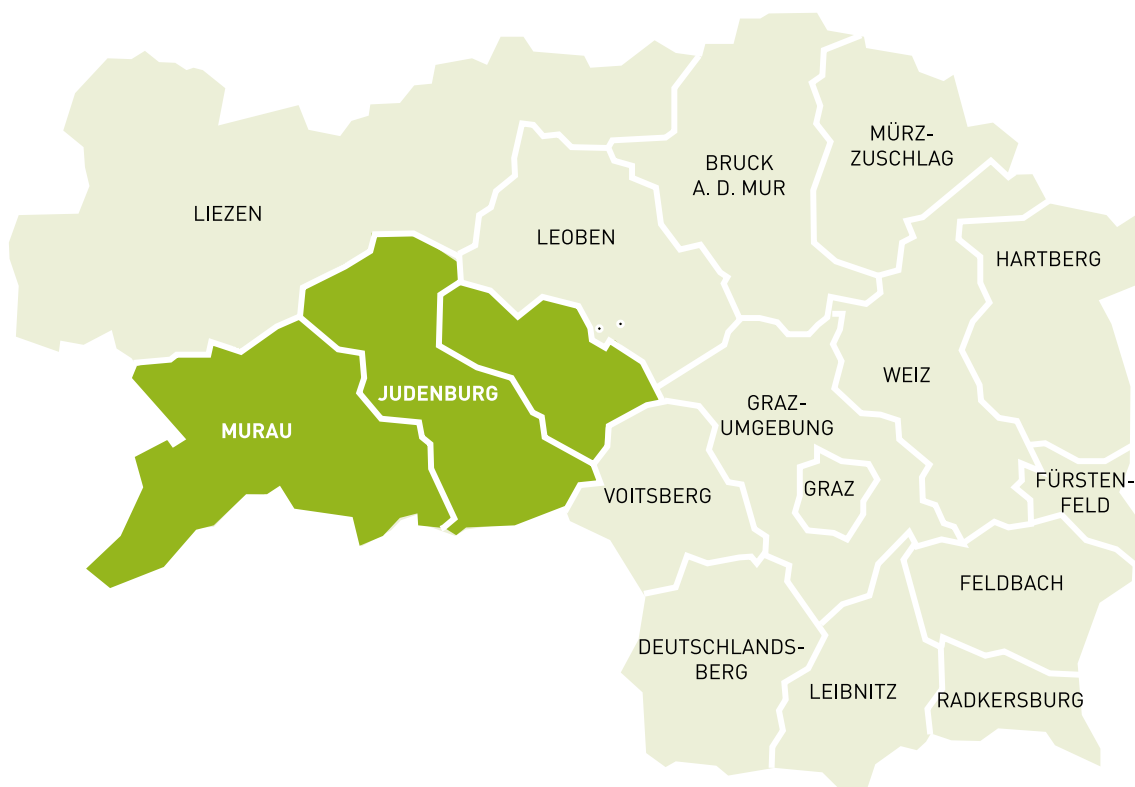 MÜRZ-
ZUSCHLAG
BRUCK
A. D. MUR
LIEZEN
LEOBEN
HARTBERG
WEIZ
JUDENBURG
GRAZ-
UMGEBUNG
MURAU
FÜRSTEN-
FELD
GRAZ
VOITSBERG
FELDBACH
DEUTSCHLANDS-
BERG
LEIBNITZ
RADKERSBURG